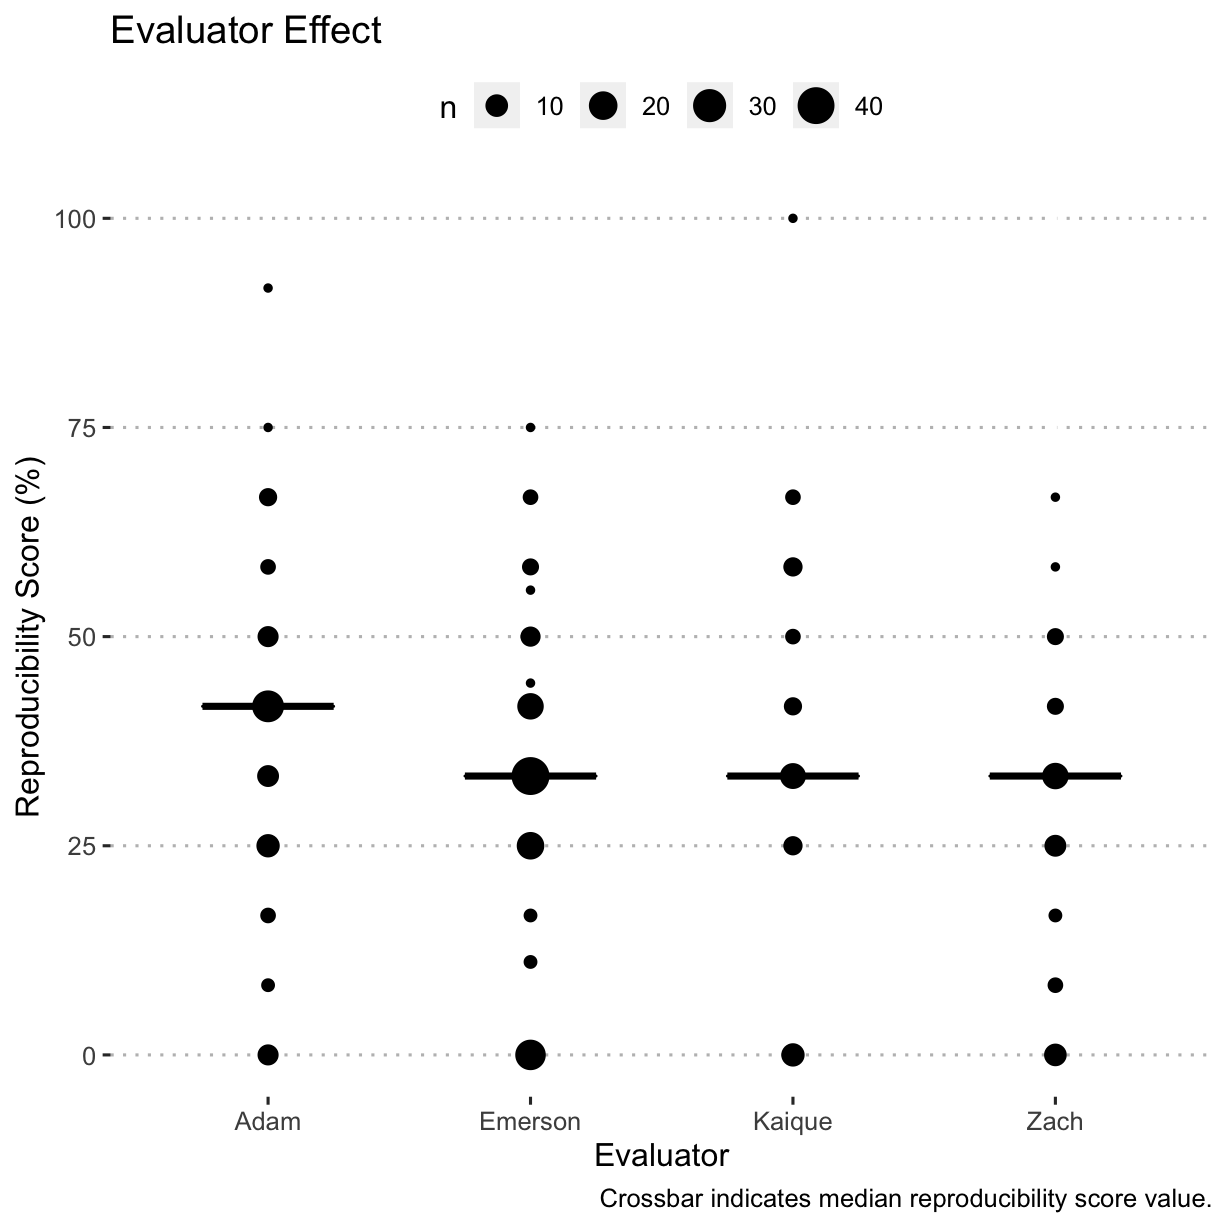 Evaluator Effect
n 10 20 30 40
100
75
50
25
0
Reproducibility Score (%)
Adam Emerson Kaique Zach
Evaluator
Crossbar indicates median reproducibility score value.